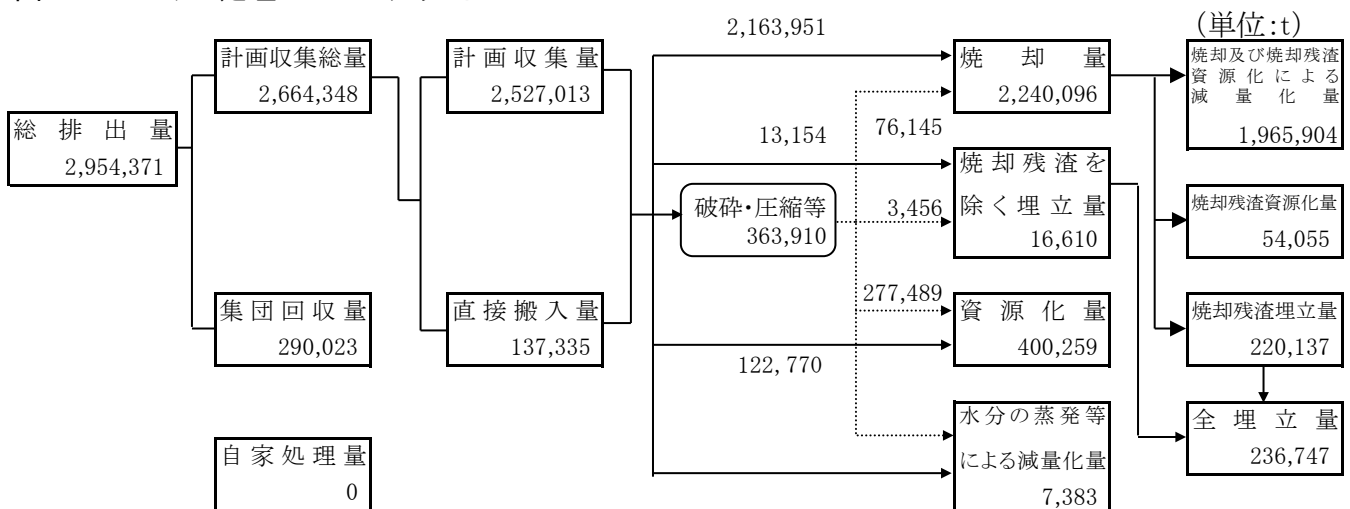 (単位:t)
総排出量
2,954,371
計画収集総量
2,664,348
集団回収量
290,023
自家処理量
0
計画収集量
2,527,013
直接搬入量
137,335
2,163,951
13,154
76,145
破砕・圧縮等
363,910
3,456
277,489
122,770
焼却量
2,240,096
焼却残渣を
除く埋立量
16,610
資源化量
400,259
水分の蒸発等
による減量化量
7,383
焼却及び焼却残渣
資源化による
減量化量
1,965,904
焼却残渣資源化量
54,055
焼却残渣埋立量
220,137
全埋立量
236,747